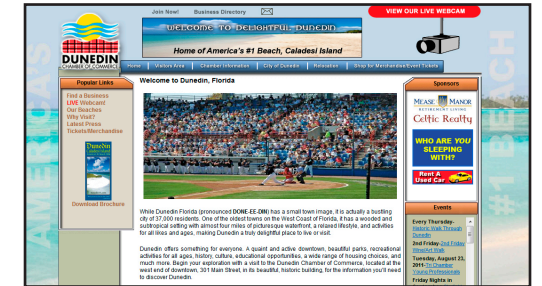 Join Now! Business Directory
VIEW OUR LIVE WEBCAM
WELCOME TO DELIGHTFUL DUNEDIN
Home of America's #1 Beach, Caladesi Island
DUNEDIN
CHAMBER OF COMMERCE
Home | Visitors Area | Chamber Information | City of Dunedin | Relocation | Shop for Merchandise/Event Tickets
Popular Links
Find a Business
LIVE Webcam!
Our Beaches
Why Visit?
Latest Press
Tickets/Merchandise
Dunedin
Download Brochure
Welcome to Dunedin, Florida
While Dunedin Florida (pronounced DONE-EE-DIN) has a small town image, it is actually a bustling
city of 37,000 residents. One of the oldest towns on the West Coast of Florida, it has a wooded and
subtropical setting with almost four miles of picturesque waterfront, a relaxed lifestyle, and activities
for all likes and ages, making Dunedin a truly delightful place to live or visit.
Dunedin offers something for everyone. A quaint and active downtown, beautiful parks, recreational
activities for all ages, history, culture, educational opportunities, a wide range of housing choices, and
much more. Begin your exploration with a visit to the Dunedin Chamber of Commerce, located at the
west end of downtown, 301 Main Street, in its beautiful, historic building, for the information you'll need
to discover Dunedin.
Sponsors
MEASE MANOR
RETIREMENT LIVING
Celtic Realty
WHO ARE YOU
SLEEPING
WITH?
Rent A
Used Car
Events
Every Thursday-
Historic Walk Through
Dunedin
2nd Friday-2nd Friday
Wine/Art Walk
Tuesday, August 23,
2011-Tri Chamber
Young Professionals
Friday Nights in
#1 BEACH